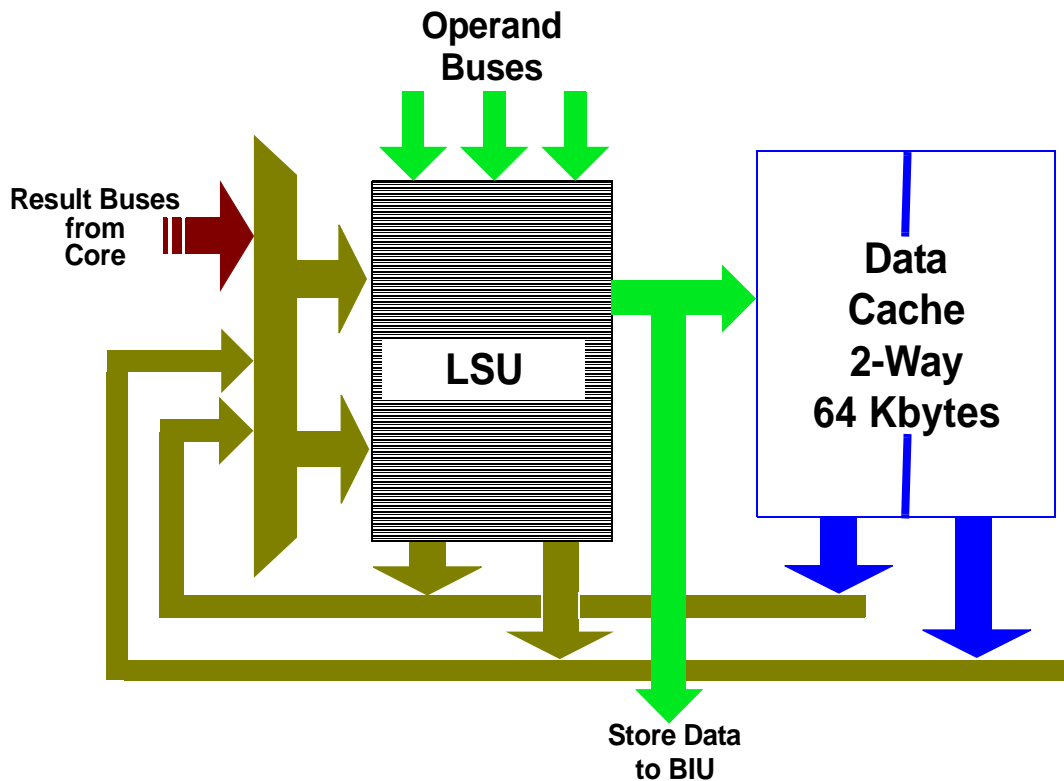 Operand
Buses
Result Buses
from
Core
LSU
Data
Cache
2-Way
64 Kbytes
Store Data
to BIU